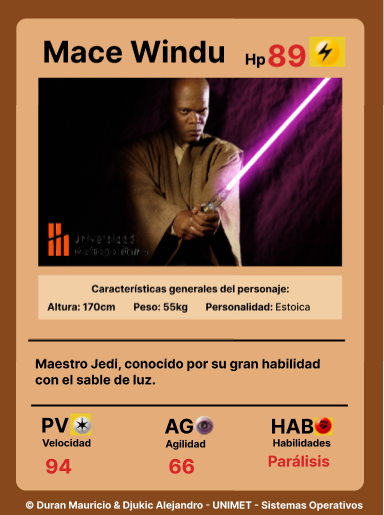 Mace Windu Hp 89
Universidad
Características generales del personaje:
Altura: 170cm Peso: 55kg Personalidad: Estoica
Maestro Jedi, conocido por su gran habilidad
con el sable de luz.
PV AG HAB
Velocidad Agilidad Habilidades
94 66 Parálisis
© Duran Mauricio & Djukic Alejandro - UNIMET - Sistemas Operativos